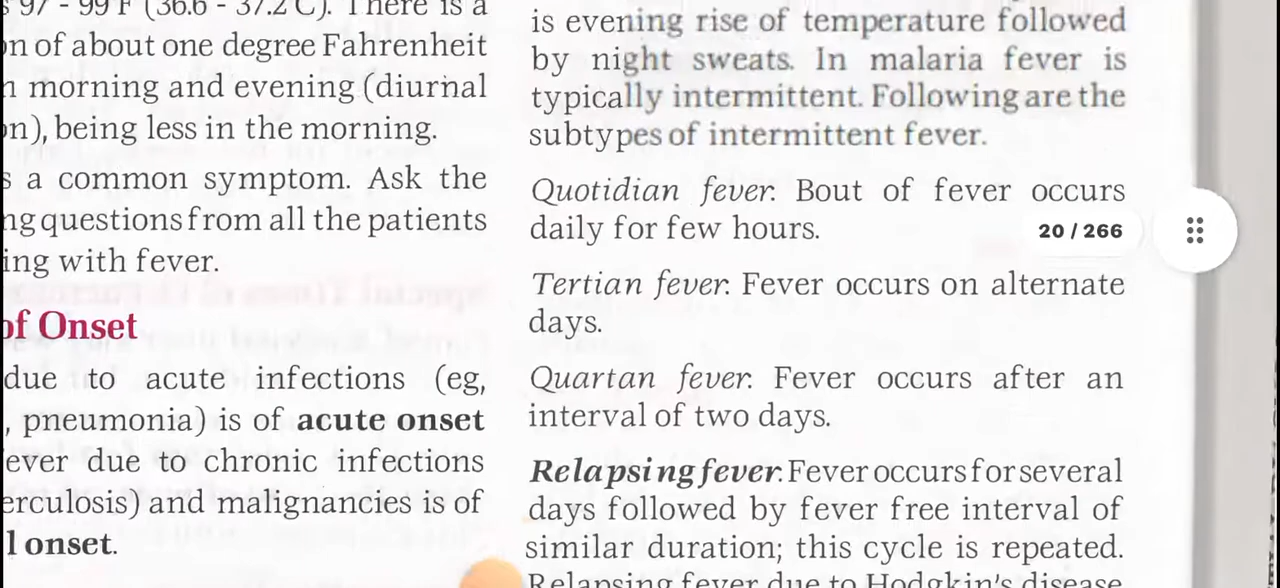 97 - 99 F (36.6 - 37.2 C). There is a
of about one degree Fahrenheit
morning and evening (diurnal
being less in the morning.
a common symptom. Ask the
questions from all the patients
with fever.
of Onset
due to acute infections (eg,
, pneumonia) is of acute onset
due to chronic infections
and malignancies is of
onset.
is evening rise of temperature followed
by night sweats. In malaria fever is
typically intermittent. Following are the
subtypes of intermittent fever.
Quotidian fever: Bout of fever occurs
daily for few hours.
Tertian fever: Fever occurs on alternate
days.
Quartan fever: Fever occurs after an
interval of two days.
Relapsing fever: Fever occurs for several
days followed by fever free interval of
similar duration; this cycle is repeated.
Relapsing fever due to Hodgkin's disease
20 / 266